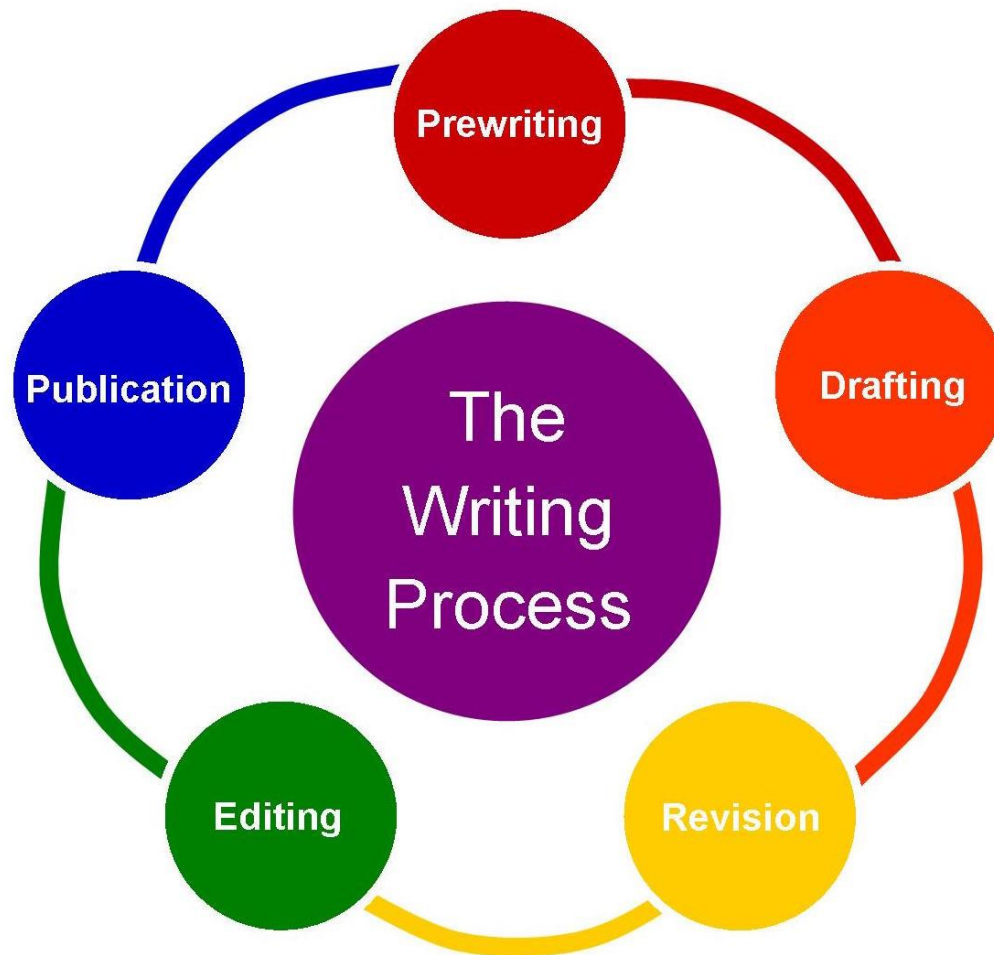 Prewriting
Drafting
Revision
Editing
Publication
The
Writing
Process